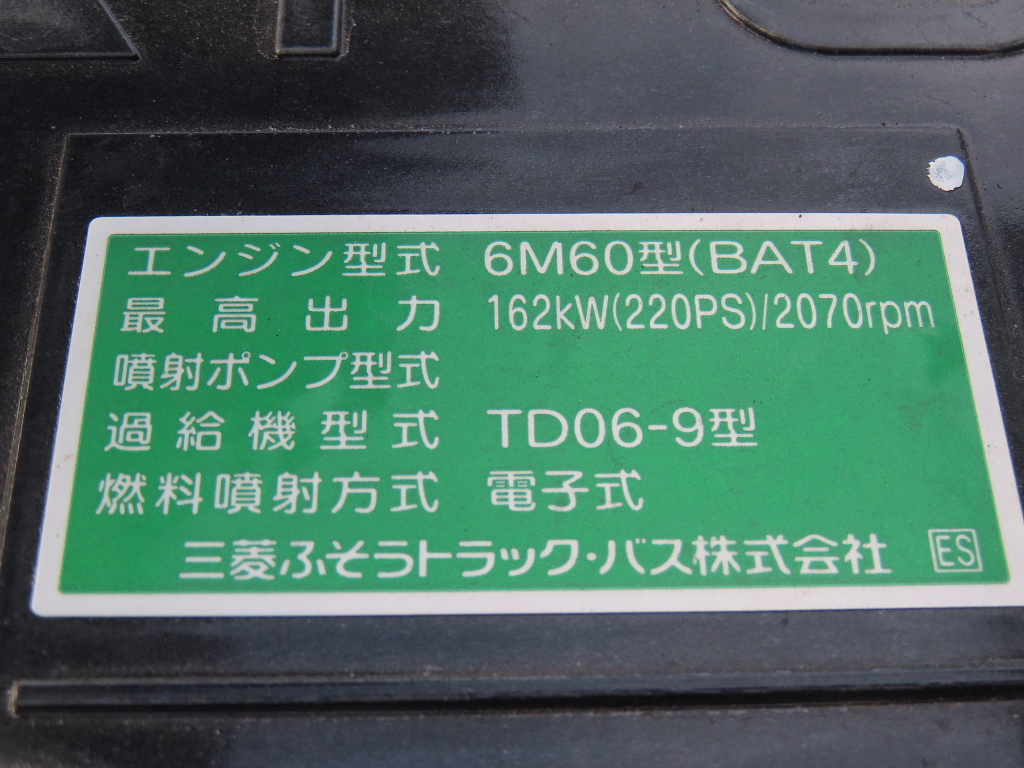 エンジン型式 6M60型(BAT4)
最高出力 162kW(220PS)/2070rpm
噴射ポンプ型式
過給機型式 TD06-9型
燃料噴射方式 電子式
三菱ふそうトラック・バス株式会社 ES